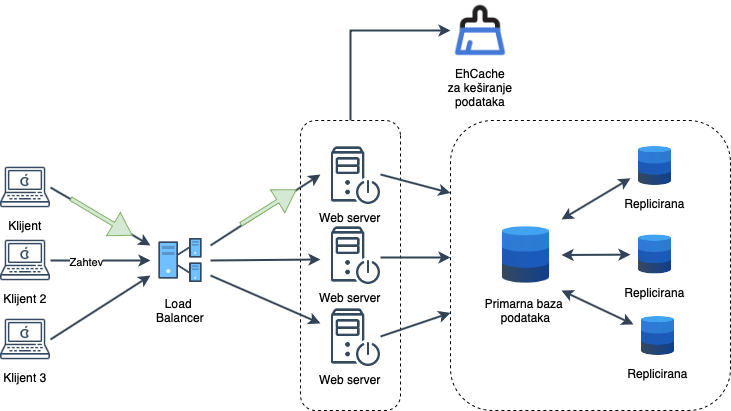 EhCache
za keširanje
podataka
Klijent
Zahtev
Klijent 2
Klijent 3
Load
Balancer
Web server
Web server
Web server
Primarna baza
podataka
Replicirana
Replicirana
Replicirana